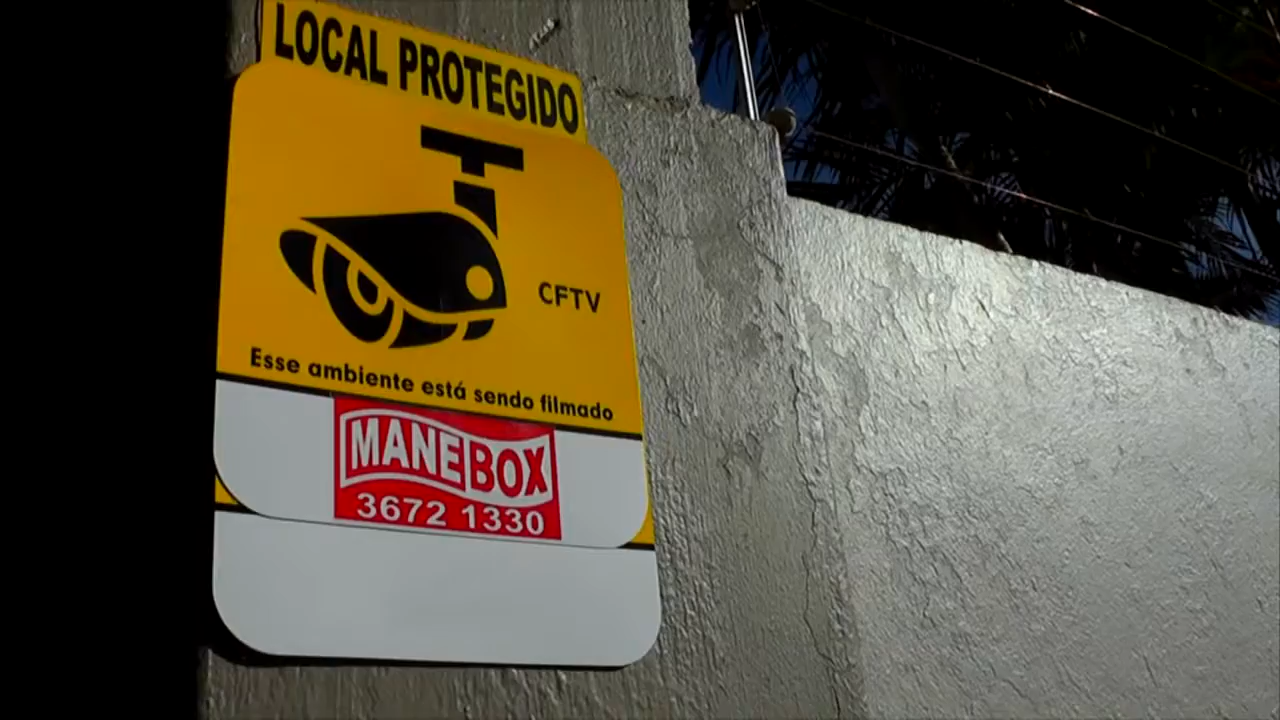 LOCAL PROTEGIDO
CFTV
Esse ambiente está sendo filmado
MANEBOX
3672 1330